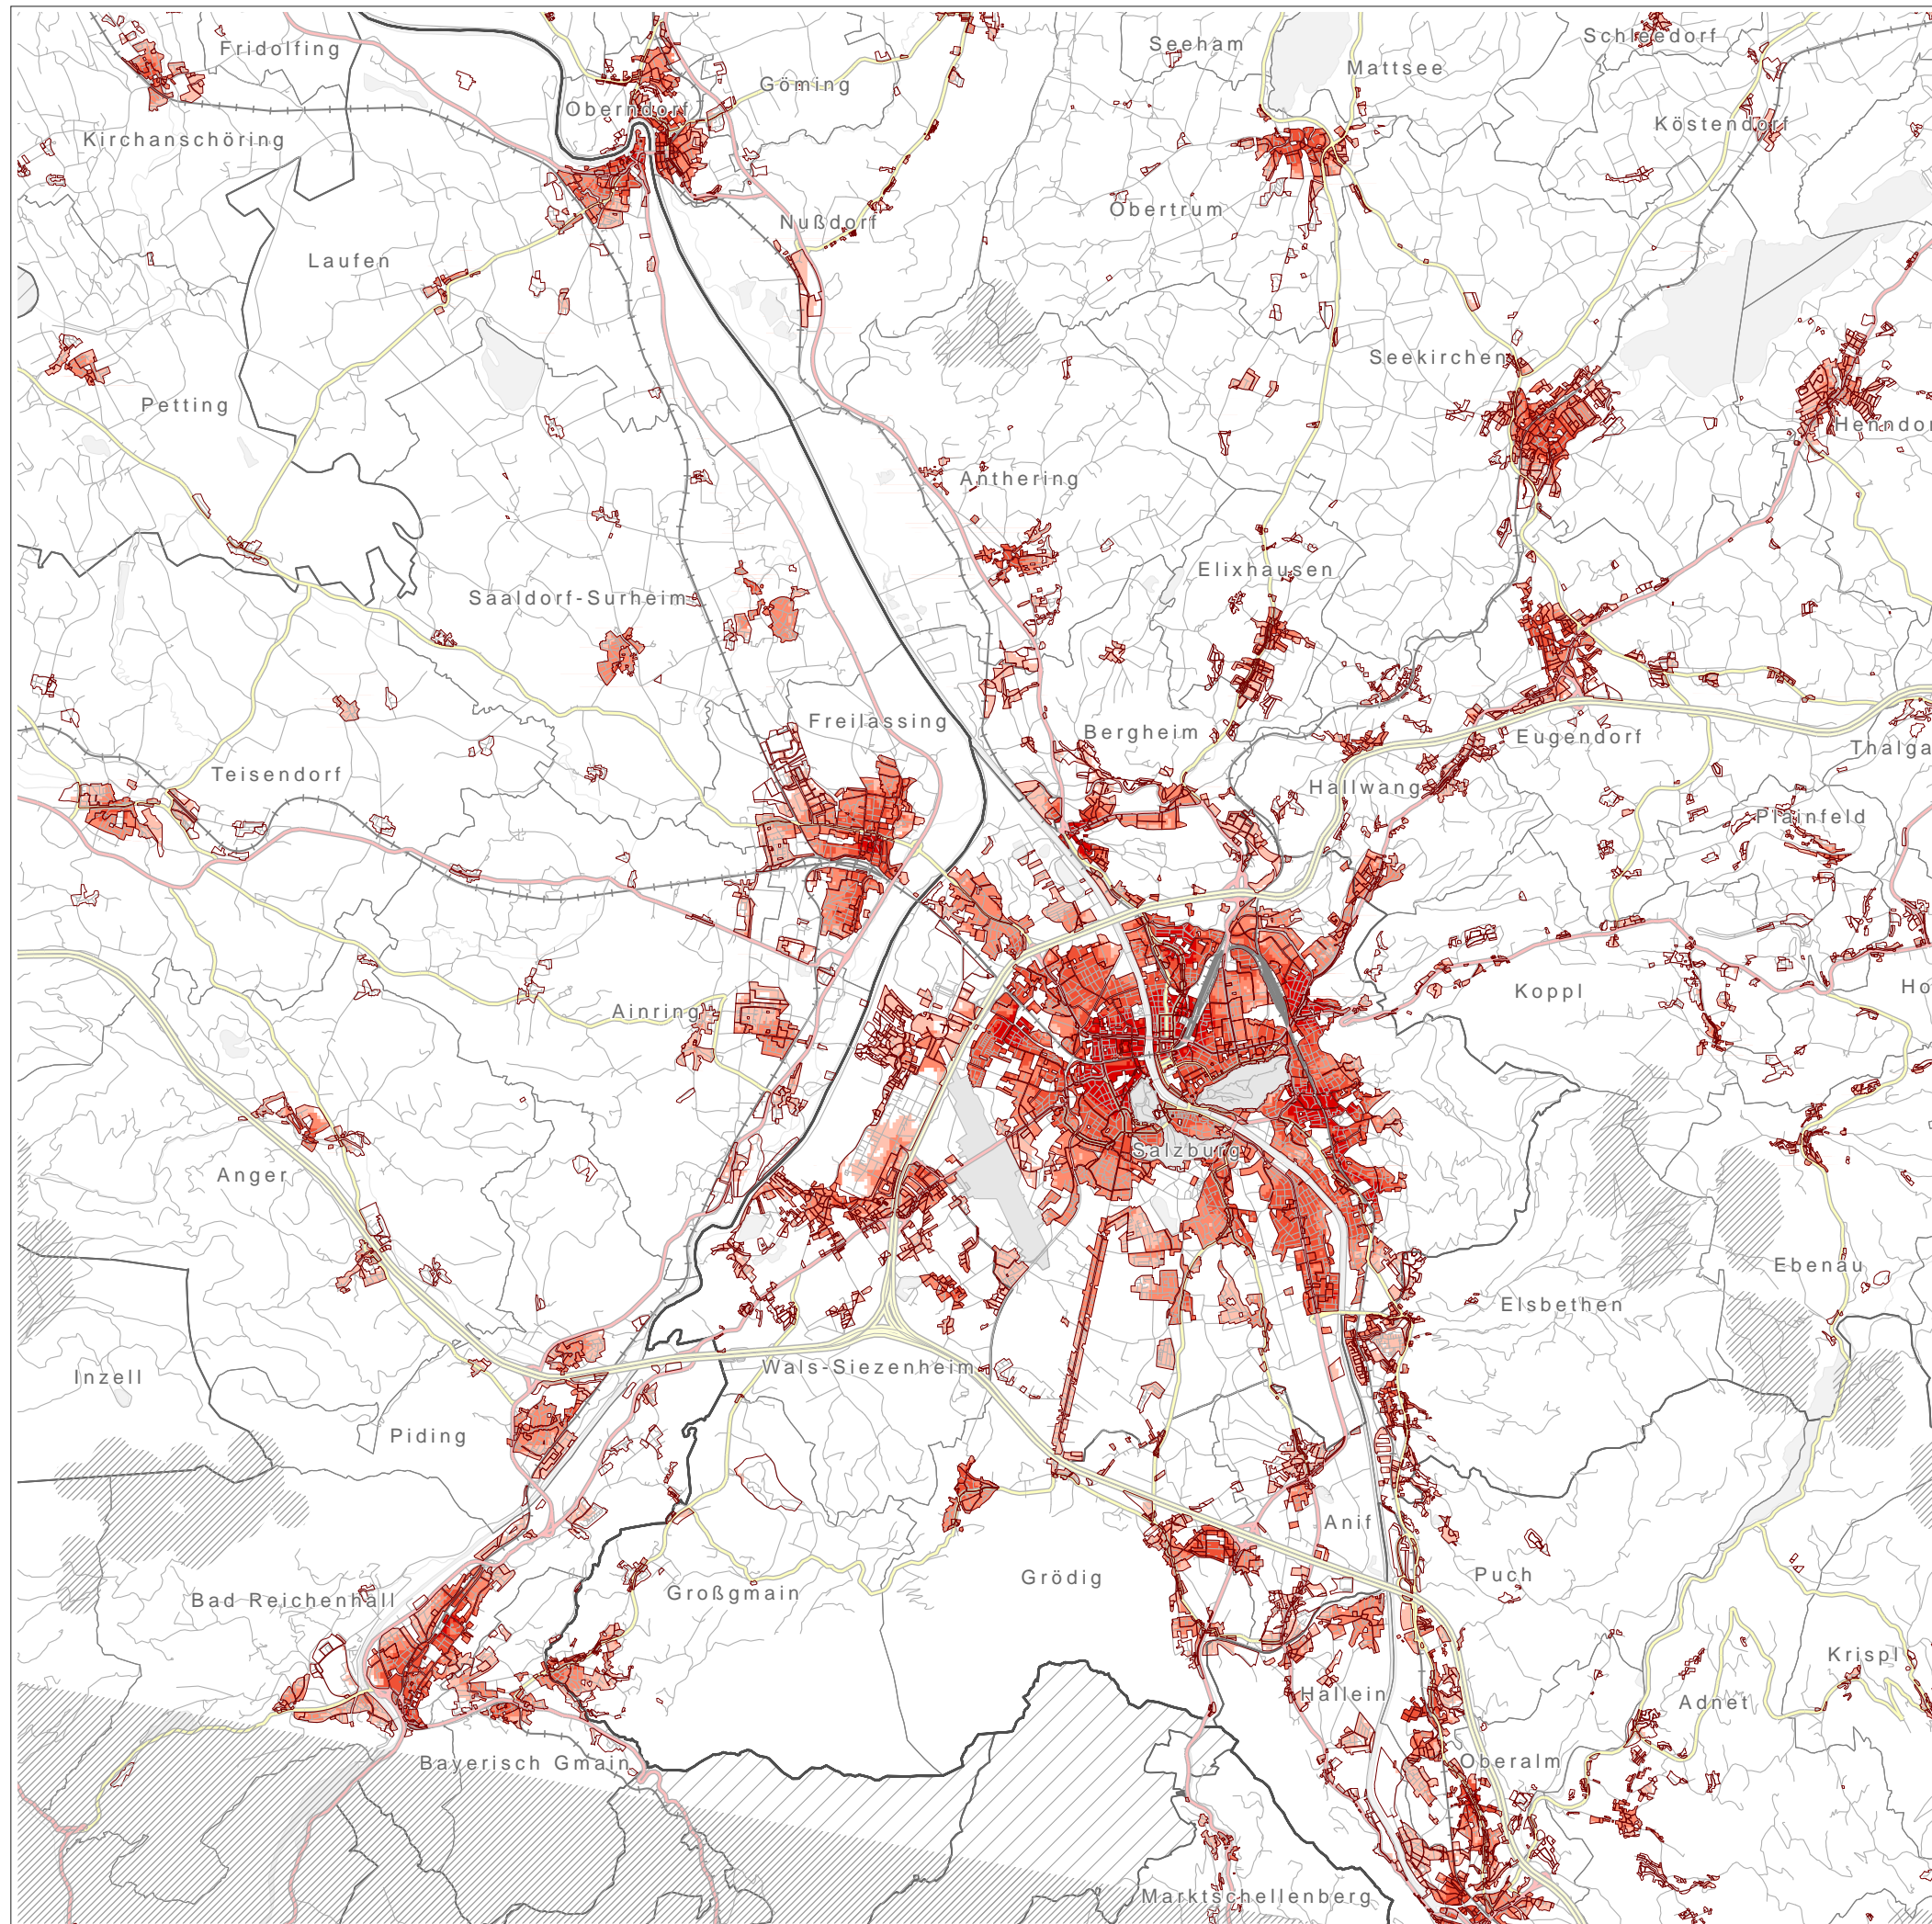 Fridolfing
Seeham
Schleedorf
Mattsee
Göming
Oberndorf
Kirchanschöring
Köstendorf
Obertrum
Nußdorf
Laufen
Seekirchen
Petting
Henndor
Anthering
Elixhausen
Saaldorf-Surheim
Freilassing
Bergheim
Eugendorf
Thalga
Teisendorf
Hallwang
Plainfeld
Koppl
Ho
Ainring
Salzburg
Anger
Ebenau
Elsbethen
Wals-Siezenheim
Inzell
Piding
Anif
Puch
Grödig
Großgmain
Bad Reichenhall
Krispl
Hallein
Adnet
Oberalm
Bayerisch Gmain
Marktschellenberg